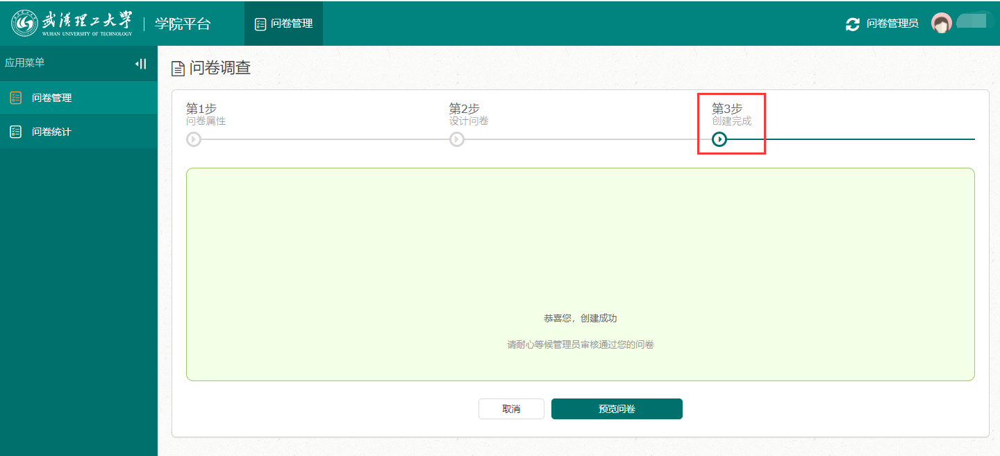 武汉理工大学
WUHAN UNIVERSITY OF TECHNOLOGY
学院平台
问卷管理
问卷管理员
应用菜单
问卷管理
问卷统计
问卷调查
第1步
问卷属性
第2步
设计问卷
第3步
创建完成
恭喜您，创建成功
请耐心等候管理员审核通过您的问卷
取消
预览问卷